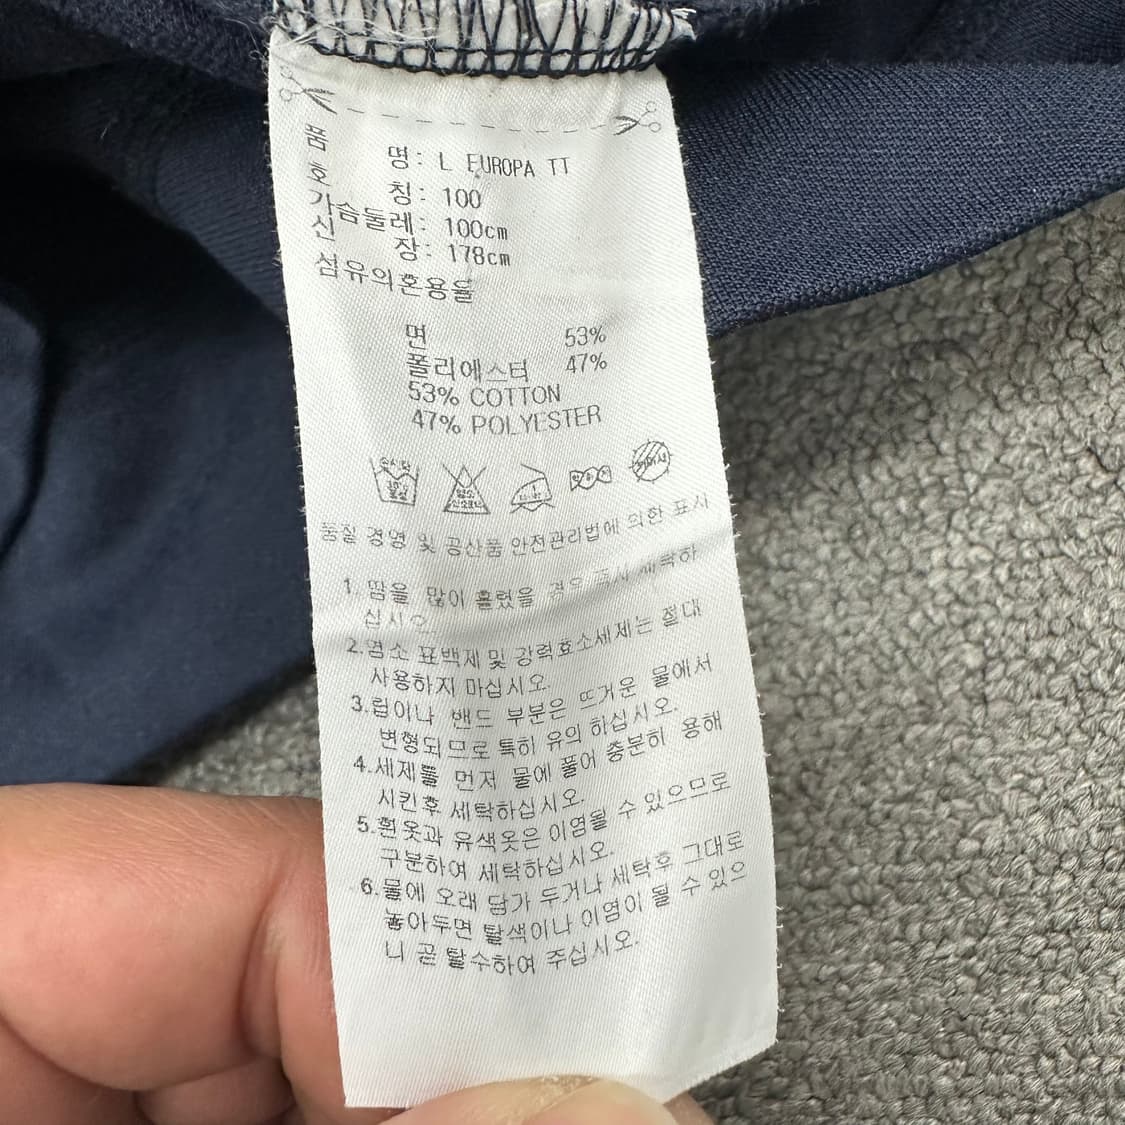 품 명: L EUROPA TT
호 칭: 100
가슴둘레: 100cm
신 장: 178cm
섬유의혼용율
면 53%
폴리에스터 47%
53% COTTON
47% POLYESTER
손세탁
염소
품질 경영 및 공산품 안전관리법에 의한 표시
1. 땀을 많이 흘렸을 경우 즉시 세탁하
십시오.
2.염소 표백제 및 강력효소세제는 절대
사용하지 마십시오.
3.럽이나 밴드 부분은 뜨거운 물에서
변형되므로 특히 유의 하십시오.
4.세제를 먼저 물에 풀어 충분히 용해
시킨후 세탁하십시오.
5.흰옷과 유색옷은 이염될 수 있으므로
구분하여 세탁하십시오.
6.물에 오래 담가 두거나 세탁후 그대로
놓아두면 탈색이나 이염이 될 수 있으
니 곧 탈수하여 주십시오.